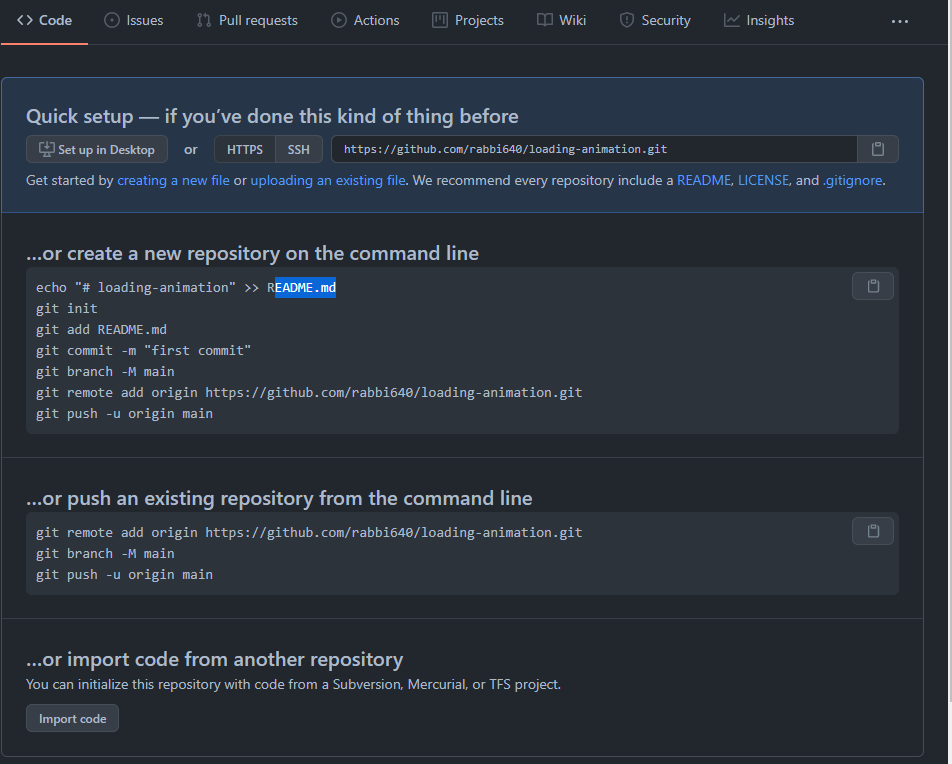 Code Issues Pull requests Actions Projects Wiki Security Insights ...
Quick setup — if you’ve done this kind of thing before
Set up in Desktop or HTTPS SSH https://github.com/rabbi640/loading-animation.git
Get started by creating a new file or uploading an existing file. We recommend every repository include a README, LICENSE, and .gitignore.
…or create a new repository on the command line
echo "# loading-animation" >> README.md
git init
git add README.md
git commit -m "first commit"
git branch -M main
git remote add origin https://github.com/rabbi640/loading-animation.git
git push -u origin main
…or push an existing repository from the command line
git remote add origin https://github.com/rabbi640/loading-animation.git
git branch -M main
git push -u origin main
…or import code from another repository
You can initialize this repository with code from a Subversion, Mercurial, or TFS project.
Import code